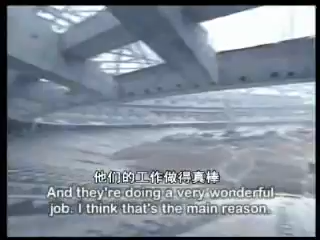 他们的工作做得真棒
And they're doing a very wonderful
job. I think that's the main reason.